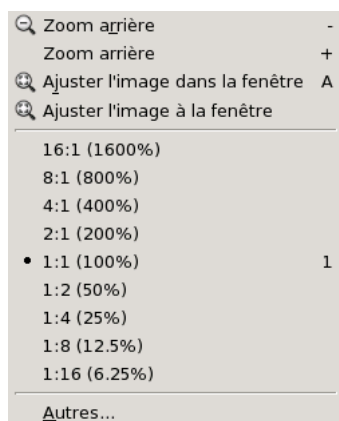 Zoom arrière -
Zoom arrière +
Ajuster l'image dans la fenêtre A
Ajuster l'image à la fenêtre
16:1 (1600%)
8:1 (800%)
4:1 (400%)
2:1 (200%)
1:1 (100%) 1
1:2 (50%)
1:4 (25%)
1:8 (12.5%)
1:16 (6.25%)
Autres...